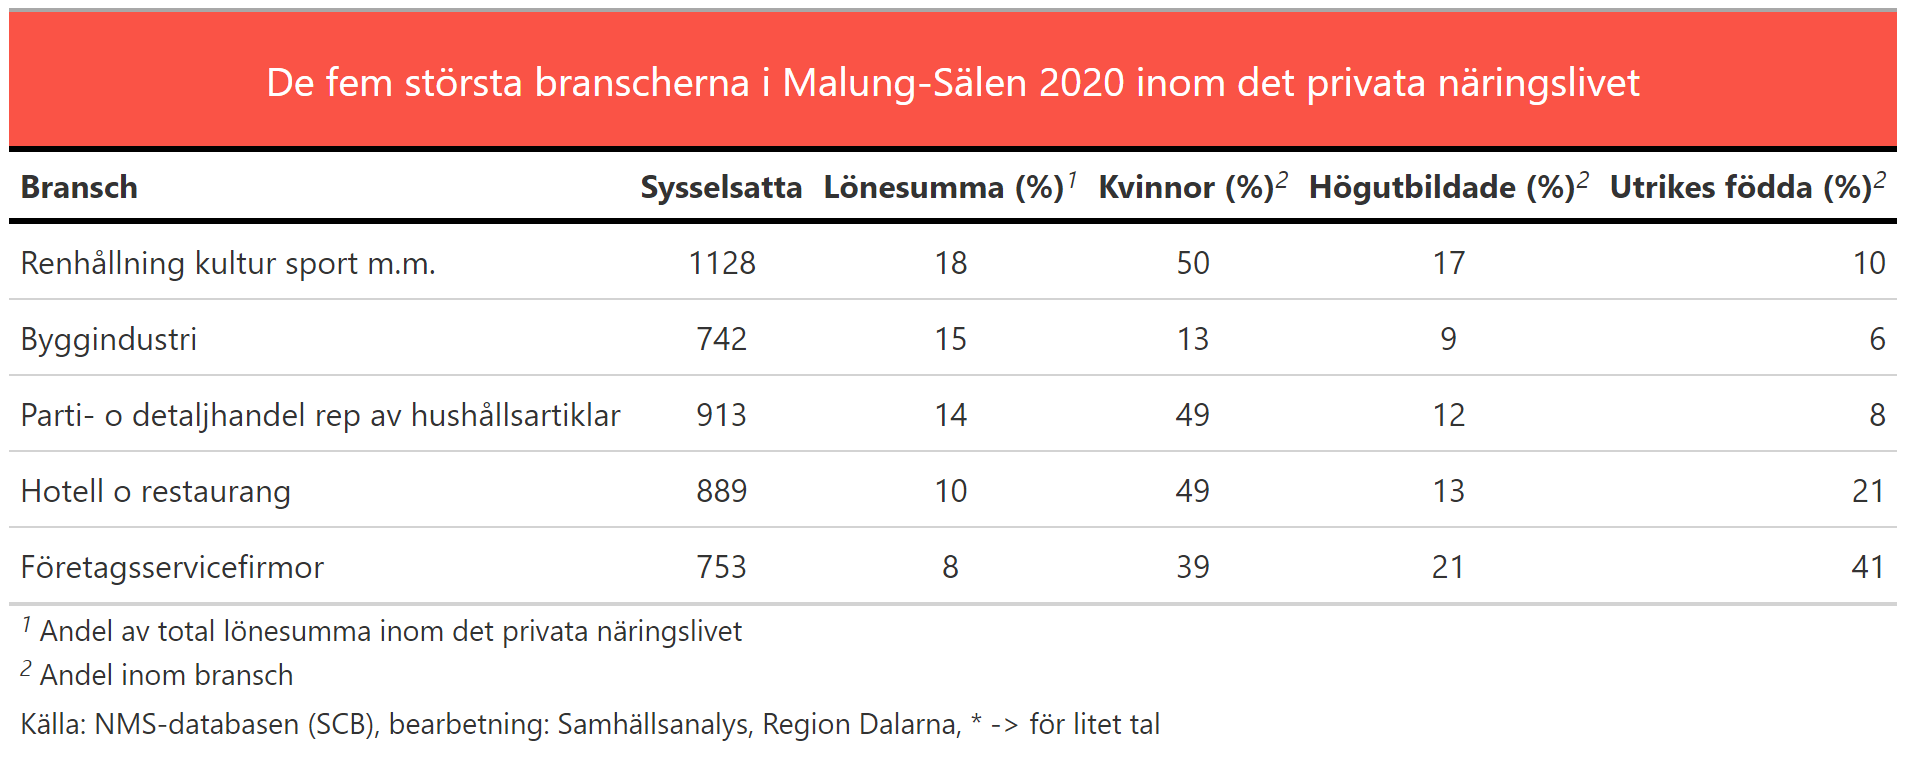 De fem största branscherna i Malung-Sälen 2020 inom det privata näringslivet
Bransch Sysselsatta Lönesumma (%)1 Kvinnor (%)2 Högutbildade (%)2 Utrikes födda (%)2
Renhållning kultur sport m.m. 1128 18 50 17 10
Byggindustri 742 15 13 9 6
Parti- o detaljhandel rep av hushållsartiklar 913 14 49 12 8
Hotell o restaurang 889 10 49 13 21
Företagsservicefirmor 753 8 39 21 41
1 Andel av total lönesumma inom det privata näringslivet
2 Andel inom bransch
Källa: NMS-databasen (SCB), bearbetning: Samhällsanalys, Region Dalarna, * -> för litet tal